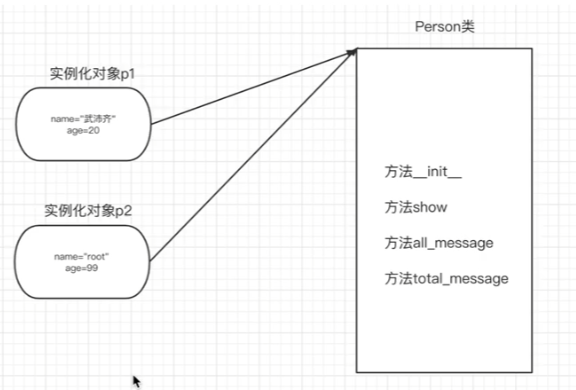 Person类
实例化对象p1
name="武沛齐"
age=20
实例化对象p2
name="root"
age=99
方法__init__
方法show
方法all_message
方法total_message